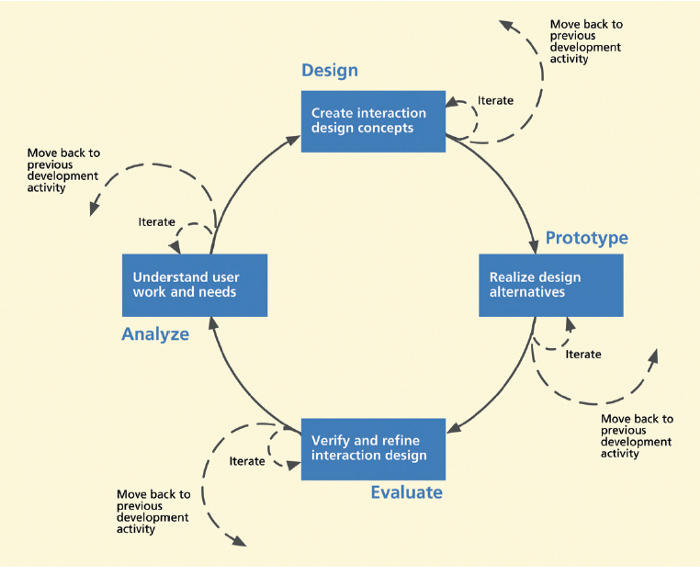 Design
Create interaction
design concepts
Iterate
Move back to
previous
development
activity
Prototype
Realize design
alternatives
Iterate
Move back to
previous
development
activity
Evaluate
Verify and refine
interaction design
Iterate
Move back to
previous
development
activity
Analyze
Understand user
work and needs
Iterate
Move back to
previous
development
activity